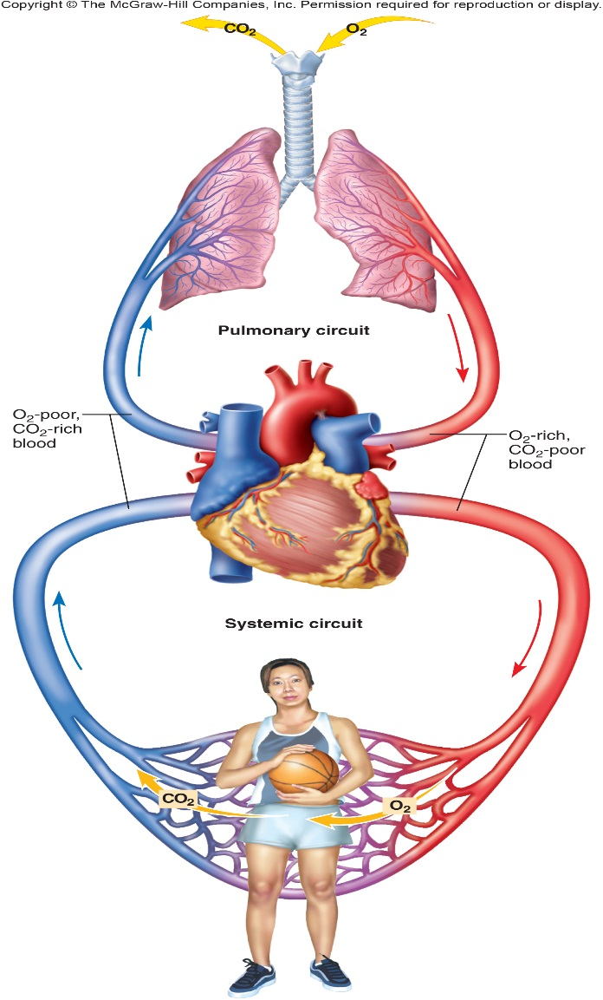 Copyright © The McGraw-Hill Companies, Inc. Permission required for reproduction or display.
CO₂
O₂
Pulmonary circuit
O₂-poor,
CO₂-rich
blood
O₂-rich,
CO₂-poor
blood
Systemic circuit
CO₂
O₂